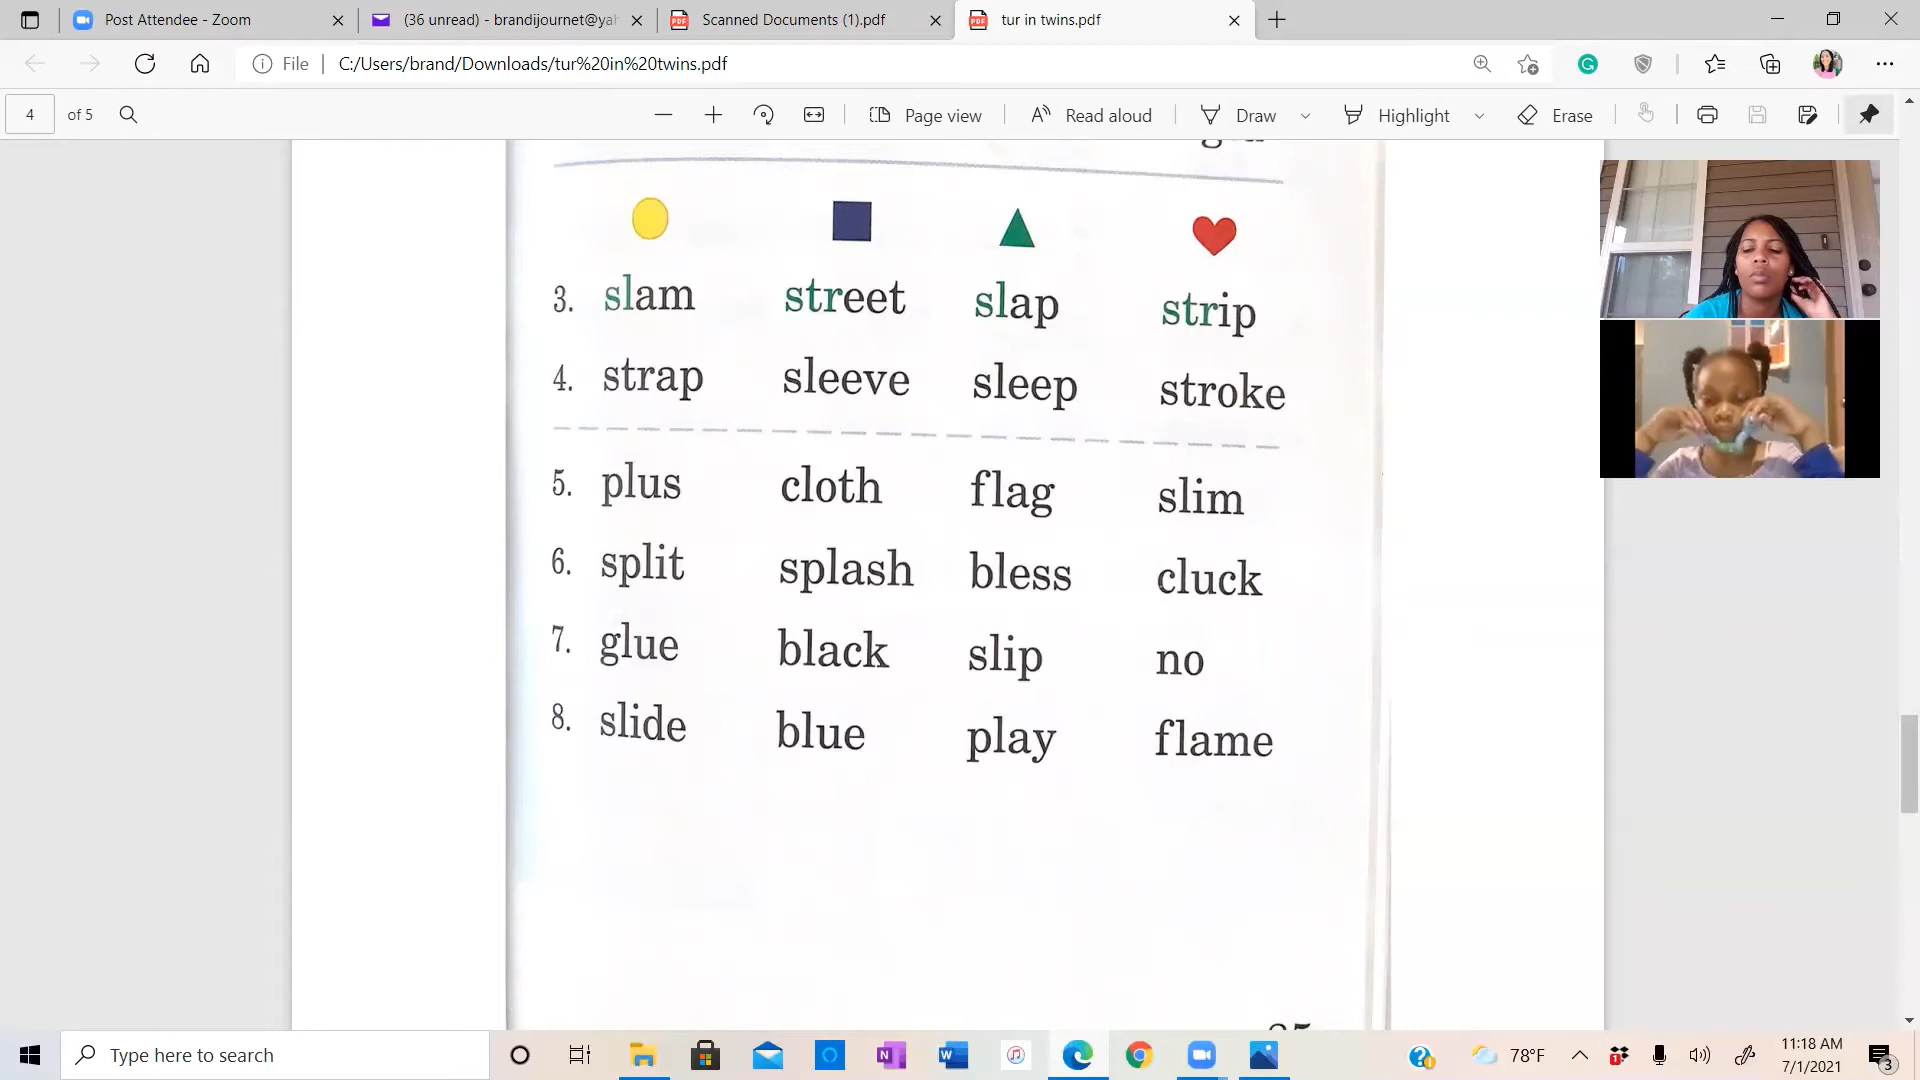 Post Attendee - Zoom
(36 unread) - brandijournet@yah
Scanned Documents (1).pdf
tur in twins.pdf
File
C:/Users/brand/Downloads/tur%20in%20twins.pdf
4 of 5
Page view
Read aloud
Draw
Highlight
Erase
3. slam street slap strip
4. strap sleeve sleep stroke
5. plus cloth flag slim
6. split splash bless cluck
7. glue black slip no
8. slide blue play flame
Type here to search
78°F
11:18 AM
7/1/2021
3